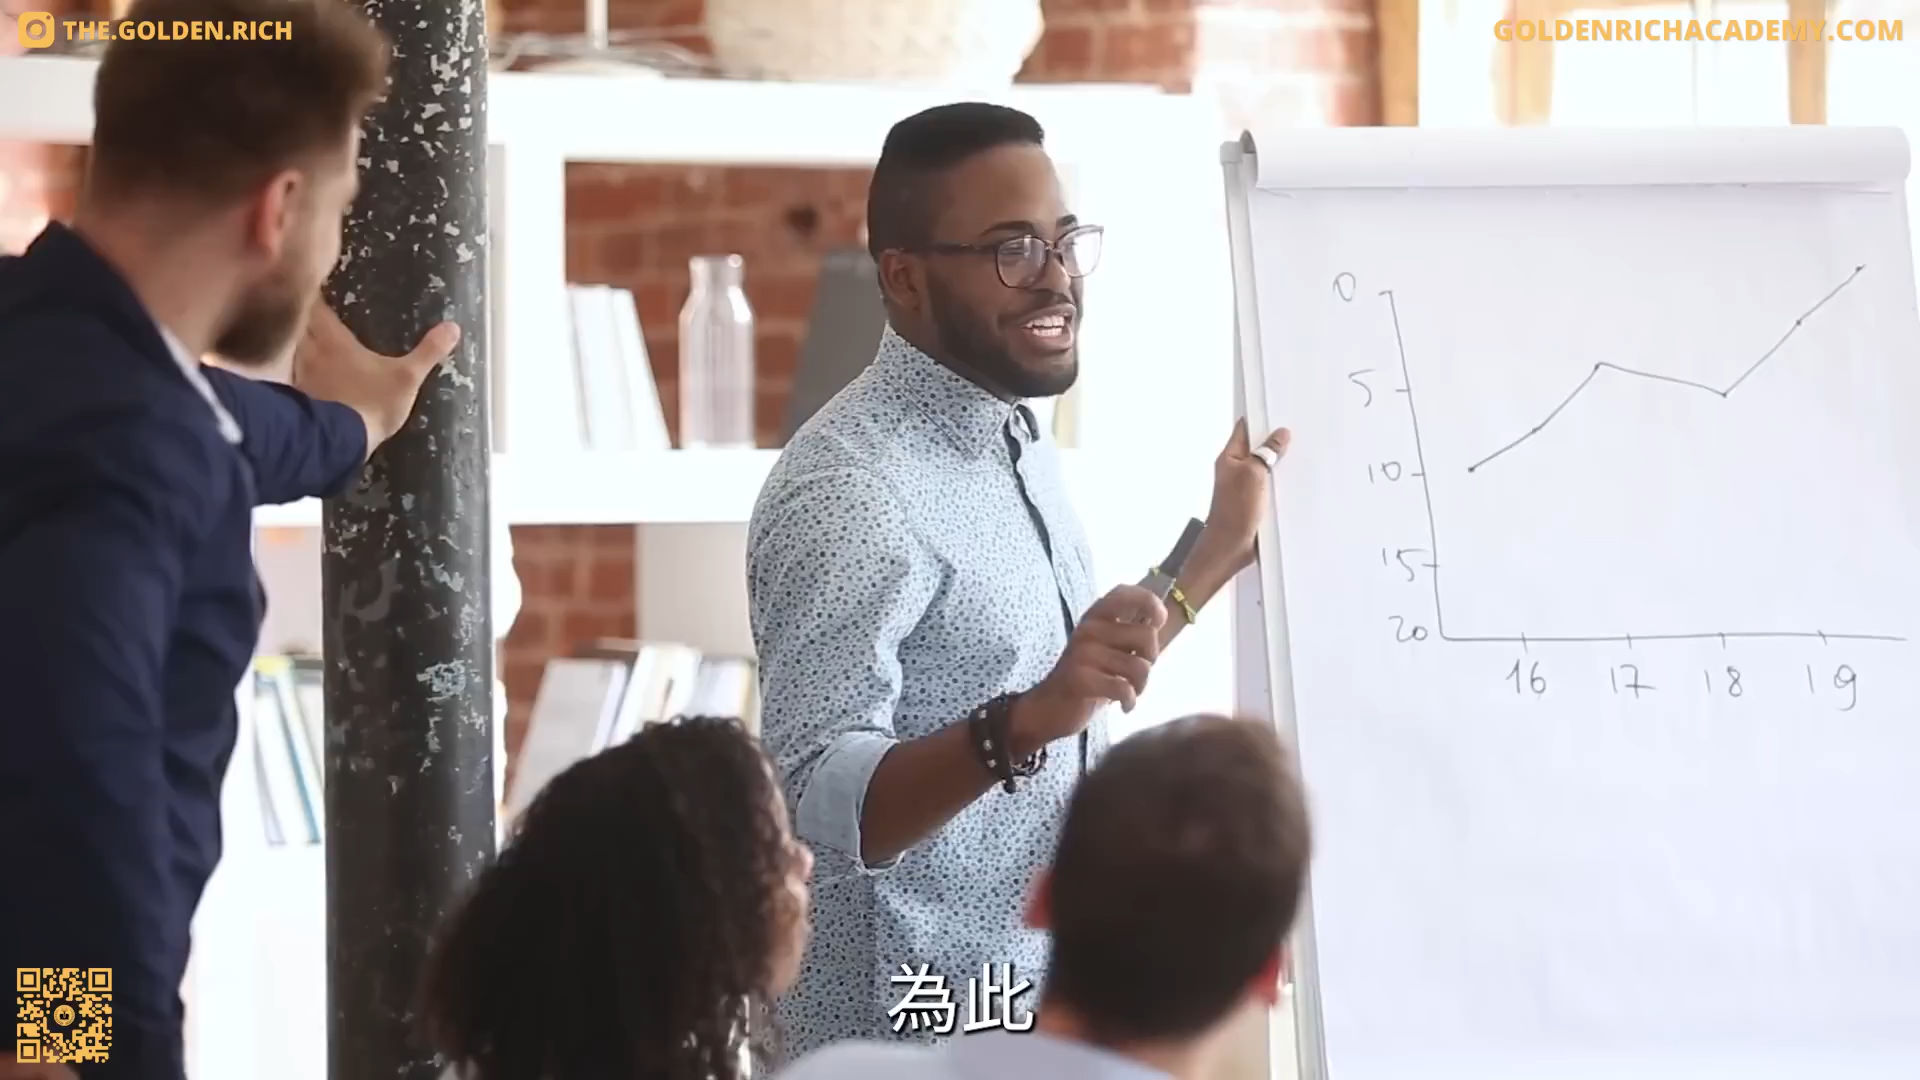 THE.GOLDEN.RICH
GOLDENRICHACADEMY.COM
0
5
10
15
20
16 17 18 19
為此